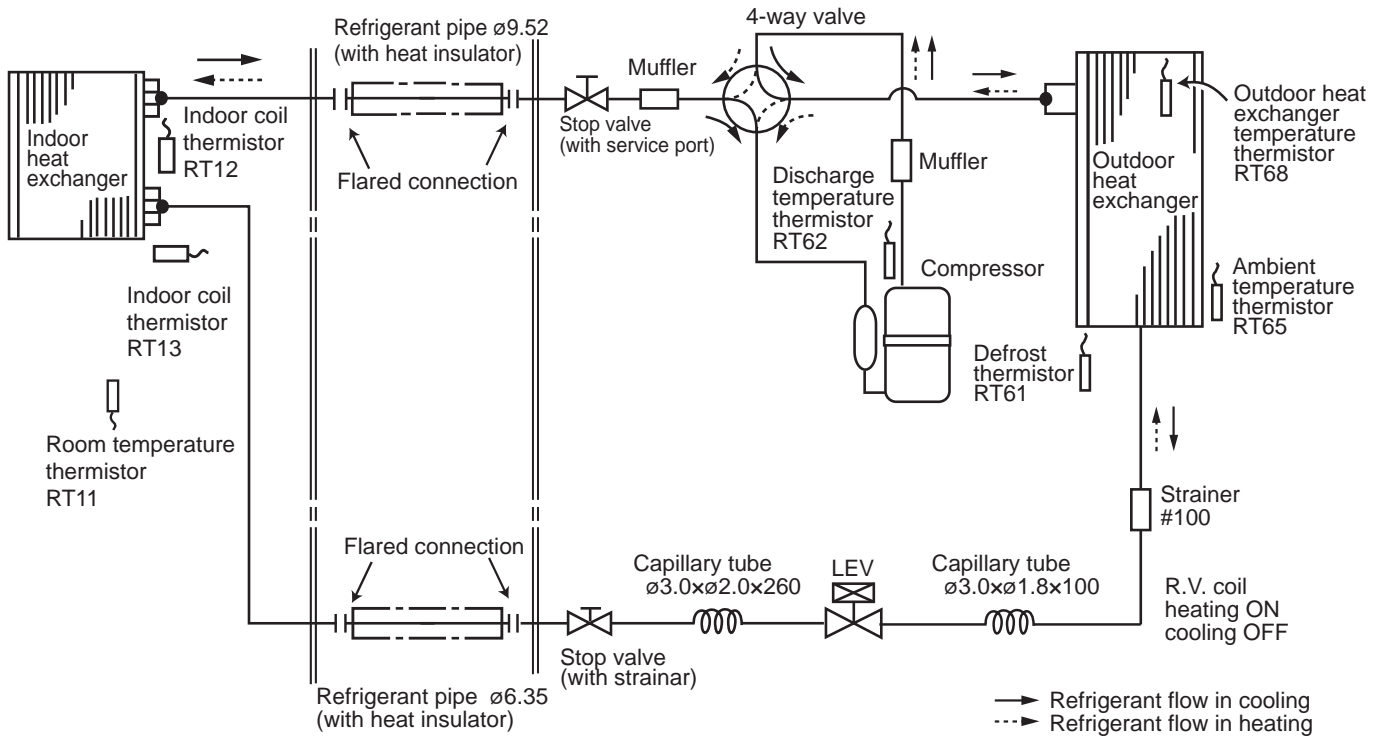 4-way valve
Refrigerant pipe ø9.52
(with heat insulator)
Muffler
Indoor
heat
exchanger
Indoor coil
thermistor
RT12
Flared connection
Stop valve
(with service port)
Muffler
Discharge
temperature
thermistor
RT62
Outdoor
heat
exchanger
Outdoor heat
exchanger
temperature
thermistor
RT68
Compressor
Ambient
temperature
thermistor
RT65
Indoor coil
thermistor
RT13
Defrost
thermistor
RT61
Room temperature
thermistor
RT11
Strainer
#100
Flared connection
Capillary tube
ø3.0×ø2.0×260
LEV
Capillary tube
ø3.0×ø1.8×100
R.V. coil
heating ON
cooling OFF
Stop valve
(with strainar)
Refrigerant pipe ø6.35
(with heat insulator)
Refrigerant flow in cooling
Refrigerant flow in heating